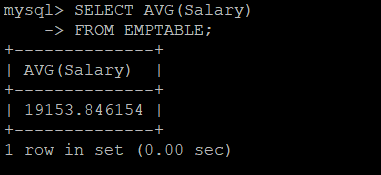 mysql> SELECT AVG(Salary)
    -> FROM EMPTABLE;
+--------------+
| AVG(Salary)  |
+--------------+
| 19153.846154 |
+--------------+
1 row in set (0.00 sec)